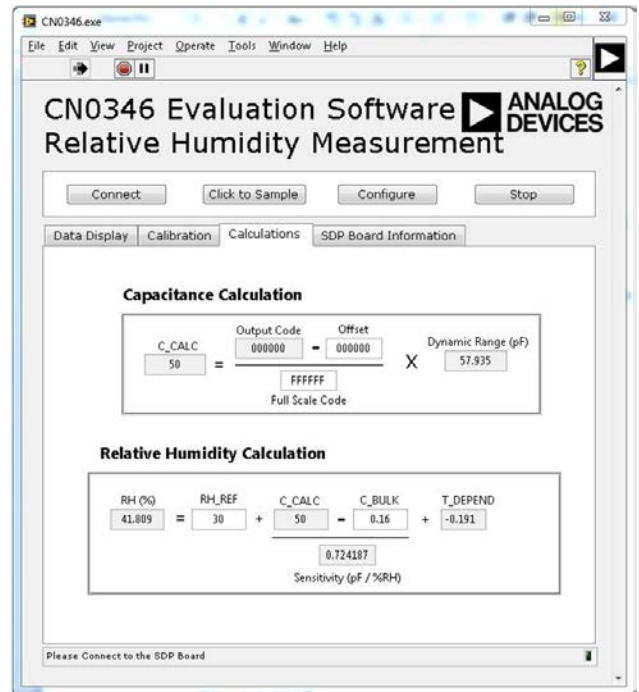 CN0346.exe
File Edit View Project Operate Tools Window Help
CN0346 Evaluation Software
Relative Humidity Measurement
ANALOG
DEVICES
Connect Click to Sample Configure Stop
Data Display Calibration Calculations SDP Board Information
Capacitance Calculation
Output Code Offset
C_CALC Dynamic Range (pF)
000000 - 000000
50 = X 57.935
FFFFFF
Full Scale Code
Relative Humidity Calculation
RH (%) RH_REF C_CALC C_BULK T_DEPEND
41.809 = 30 + 50 - 0.16 + -0.191
0.724187
Sensitivity (pF / %RH)
Please Connect to the SDP Board